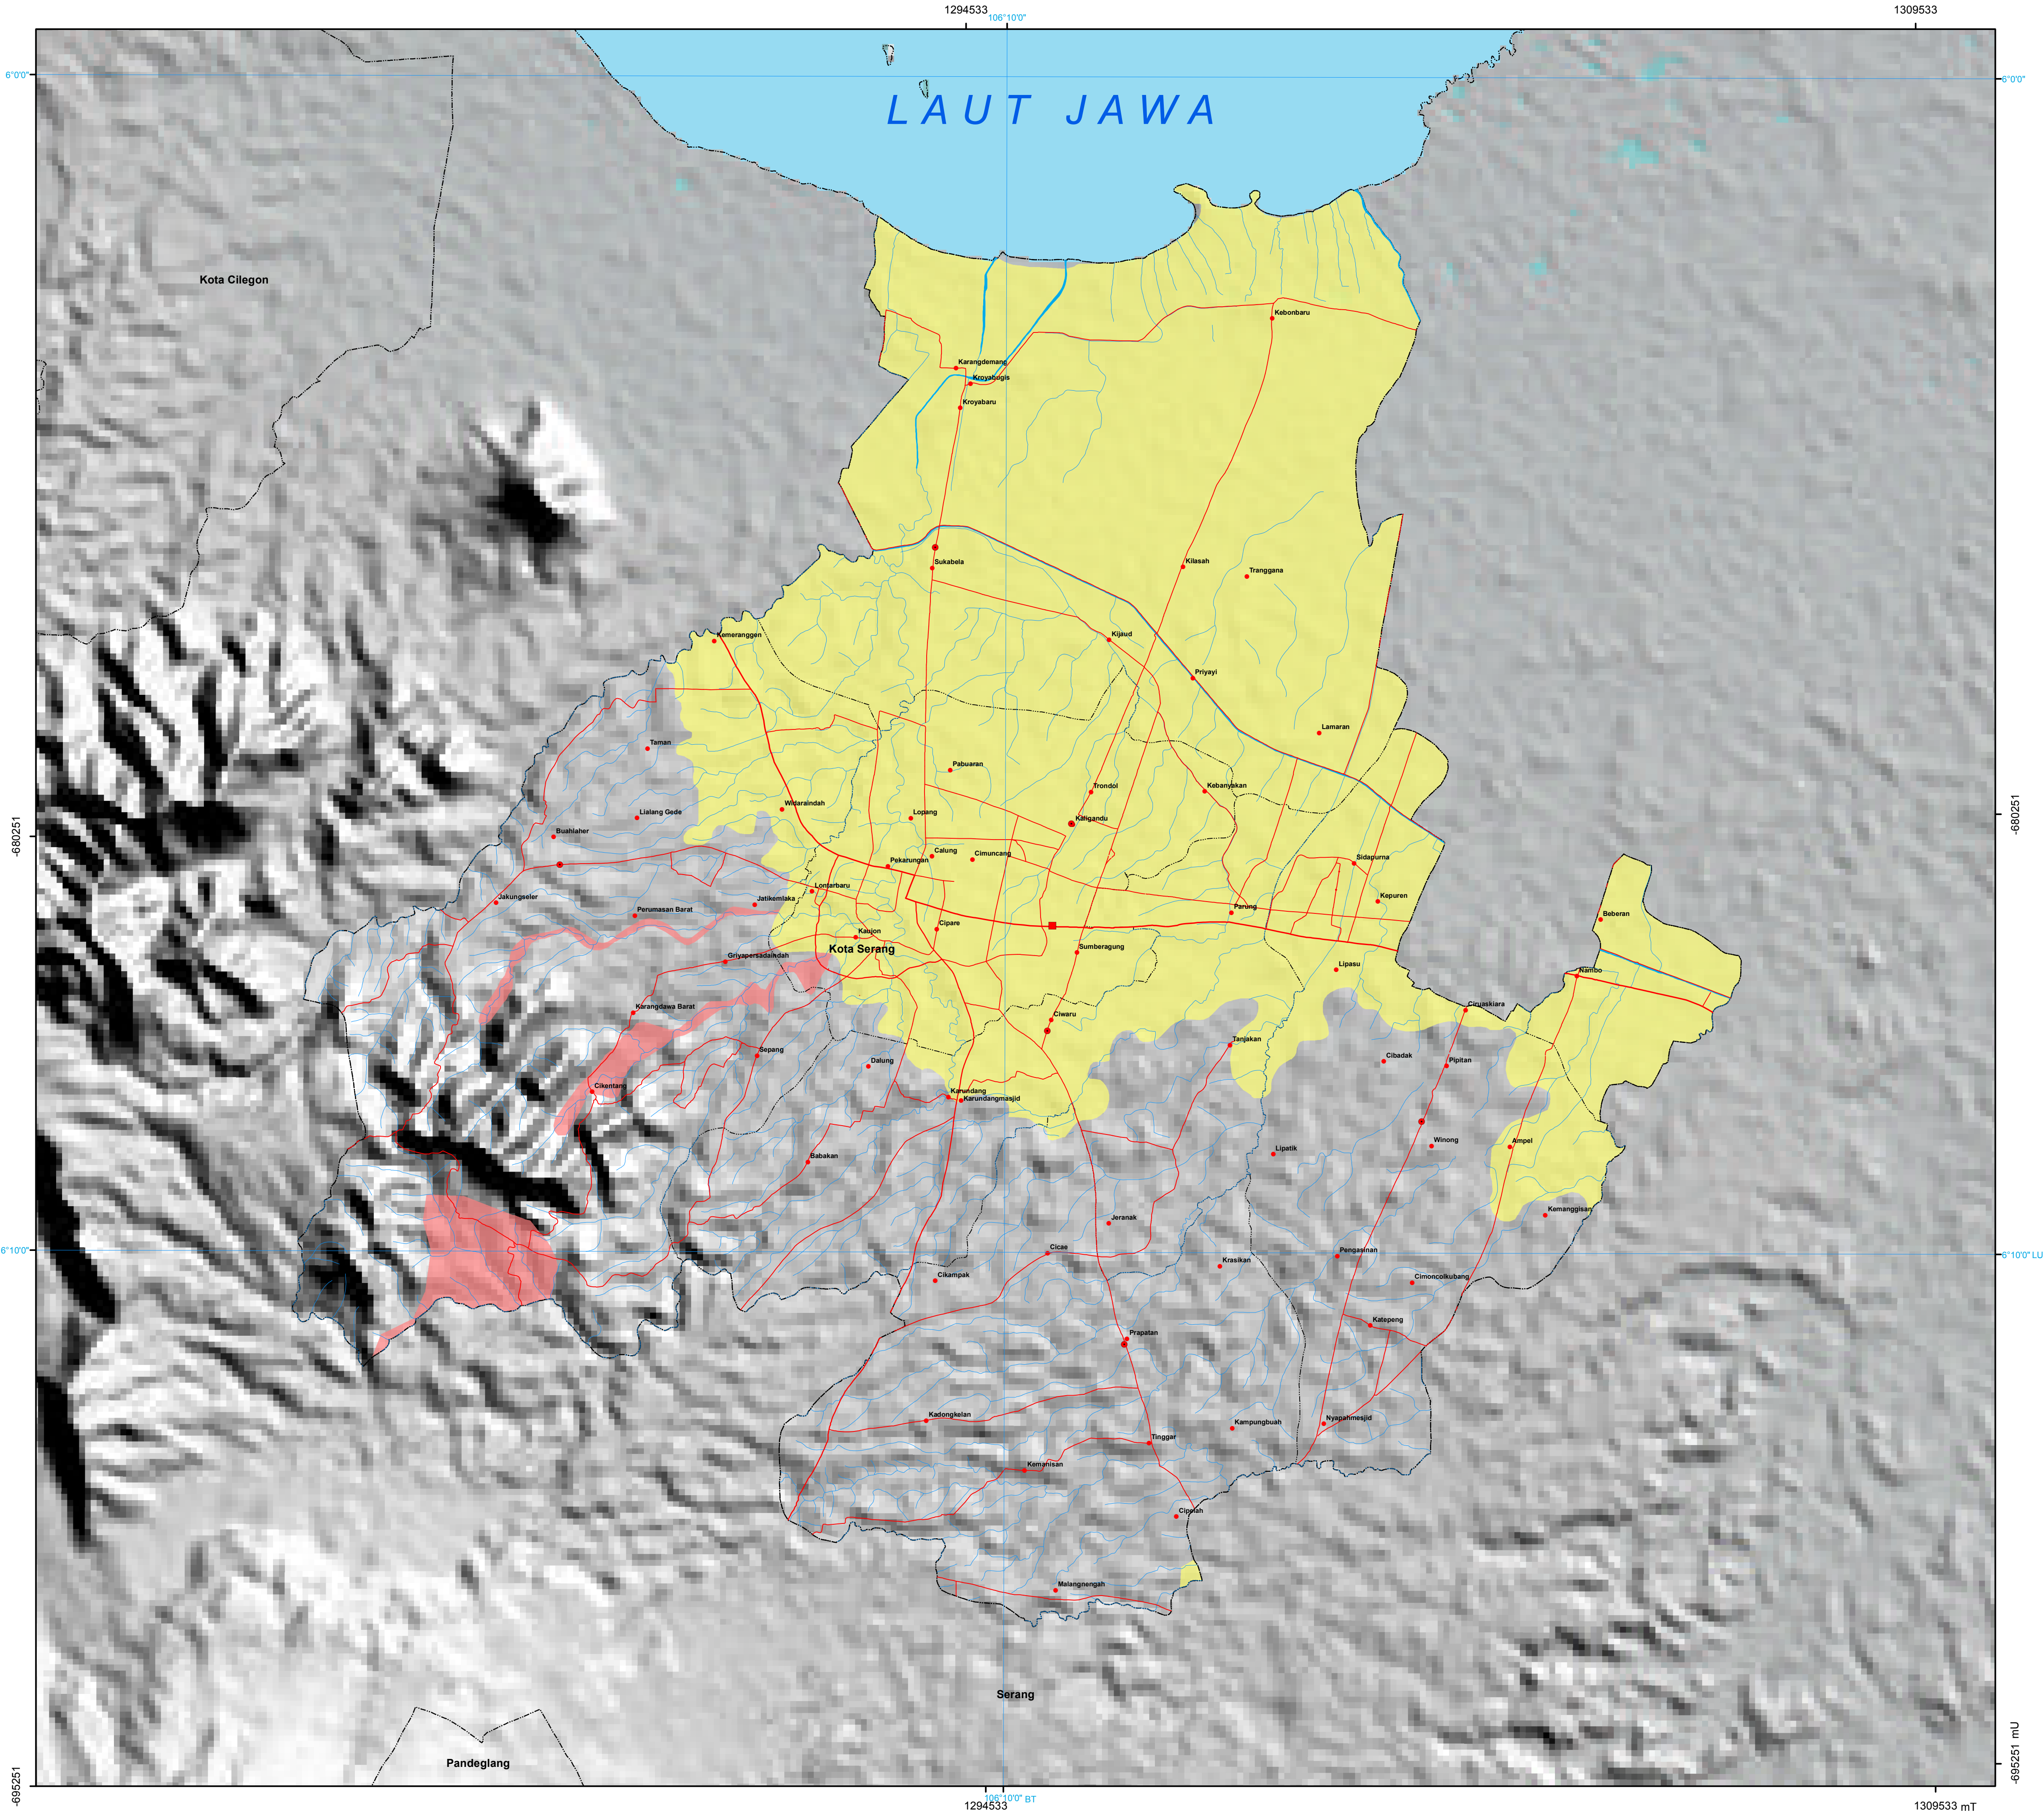 1294533
106°10'0"
1309533
6°0'0"
6°0'0"
LAUT JAWA
Kota Cilegon
Kebonbaru
Karangdemang
Kroyabugis
Kroyabaru
Sukabela
Kilasah
Tranggana
Kemeranggen
Kijaud
Priyayi
Lamaran
Taman
Pabuaran
Trondol
Kebanyakan
Widaraindah
Lialang Gede
Lopang
Kaligandu
-680251
-680251
Buahlaher
Calung
Cimuncang
Pekarungan
Sidapurna
Lontarbaru
Jakungseler
Jatikemlaka
Kepuren
Perumasan Barat
Parung
Beberan
Cipare
Kaujon
Kota Serang
Sumberagung
Griyapersadaindah
Lipasu
Nambo
Karangdawa Barat
Ciruaskiara
Ciwaru
Sepang
Tanjakan
Dalung
Cibadak
Pipitan
Cikentang
Karundang
Karundangmasjid
Winong
Ampel
Lipatik
Babakan
Kemanggisan
Jeranak
6°10'0"
Cicae
Pengasinan
6°10'0" LU
Krasikan
Cikampak
Cimoncolkubang
Katepeng
Prapatan
Kadongkelan
Kampungbuah
Nyapahmesjid
Tinggar
Kemanisan
Cipolah
Malangnengah
Serang
Pandeglang
-695251
-695251 mU
106°10'0" BT
1294533
1309533 mT